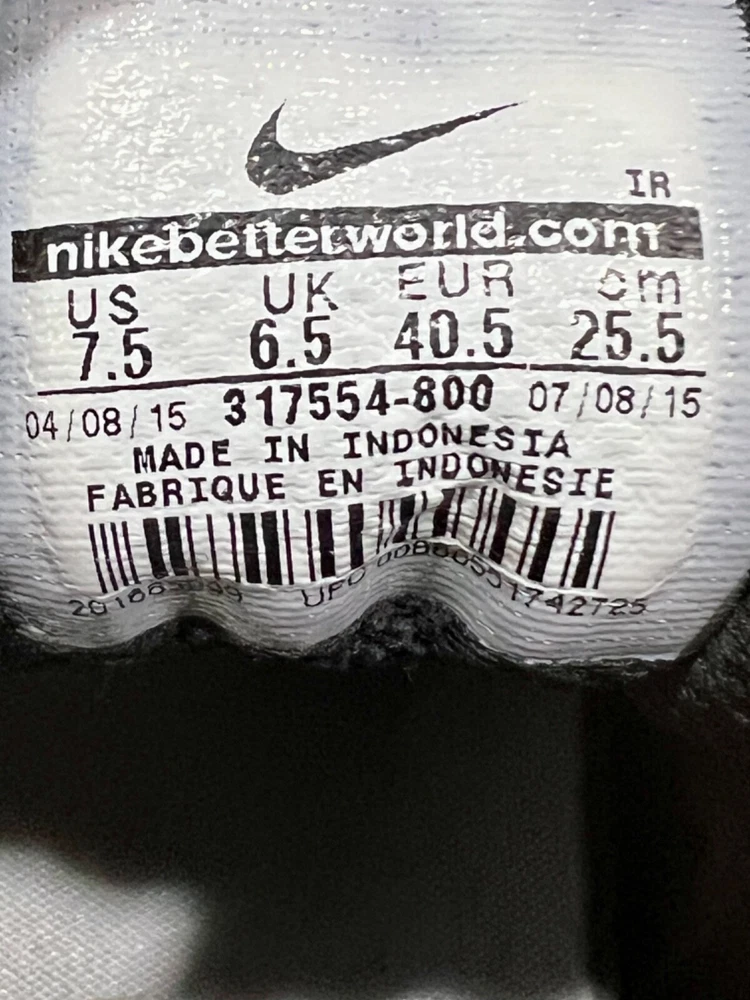 IR
nikebetterworld.com
US UK EUR cm
7.5 6.5 40.5 25.5
04/08/15 317554-800 07/08/15
MADE IN INDONESIA
FABRIQUE EN INDONESIE